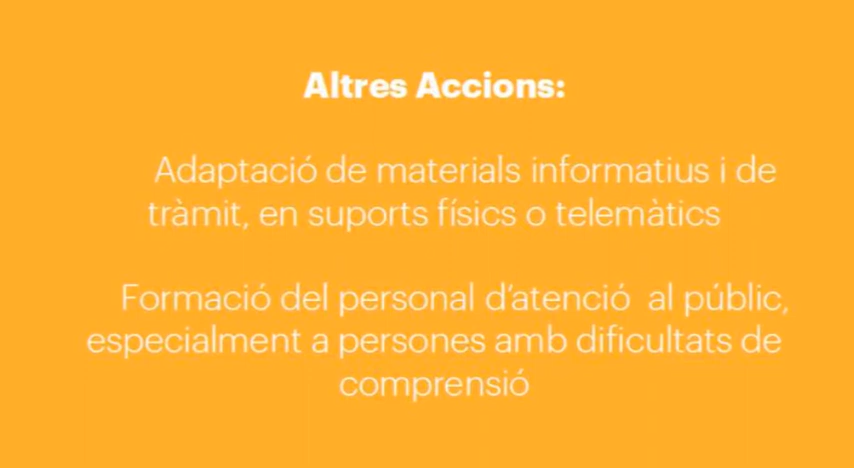 Altres Accions:
Adaptació de materials informatius i de
tràmit, en suports físics o telemàtics
Formació del personal d'atenció al públic,
especialment a persones amb dificultats de
comprensió